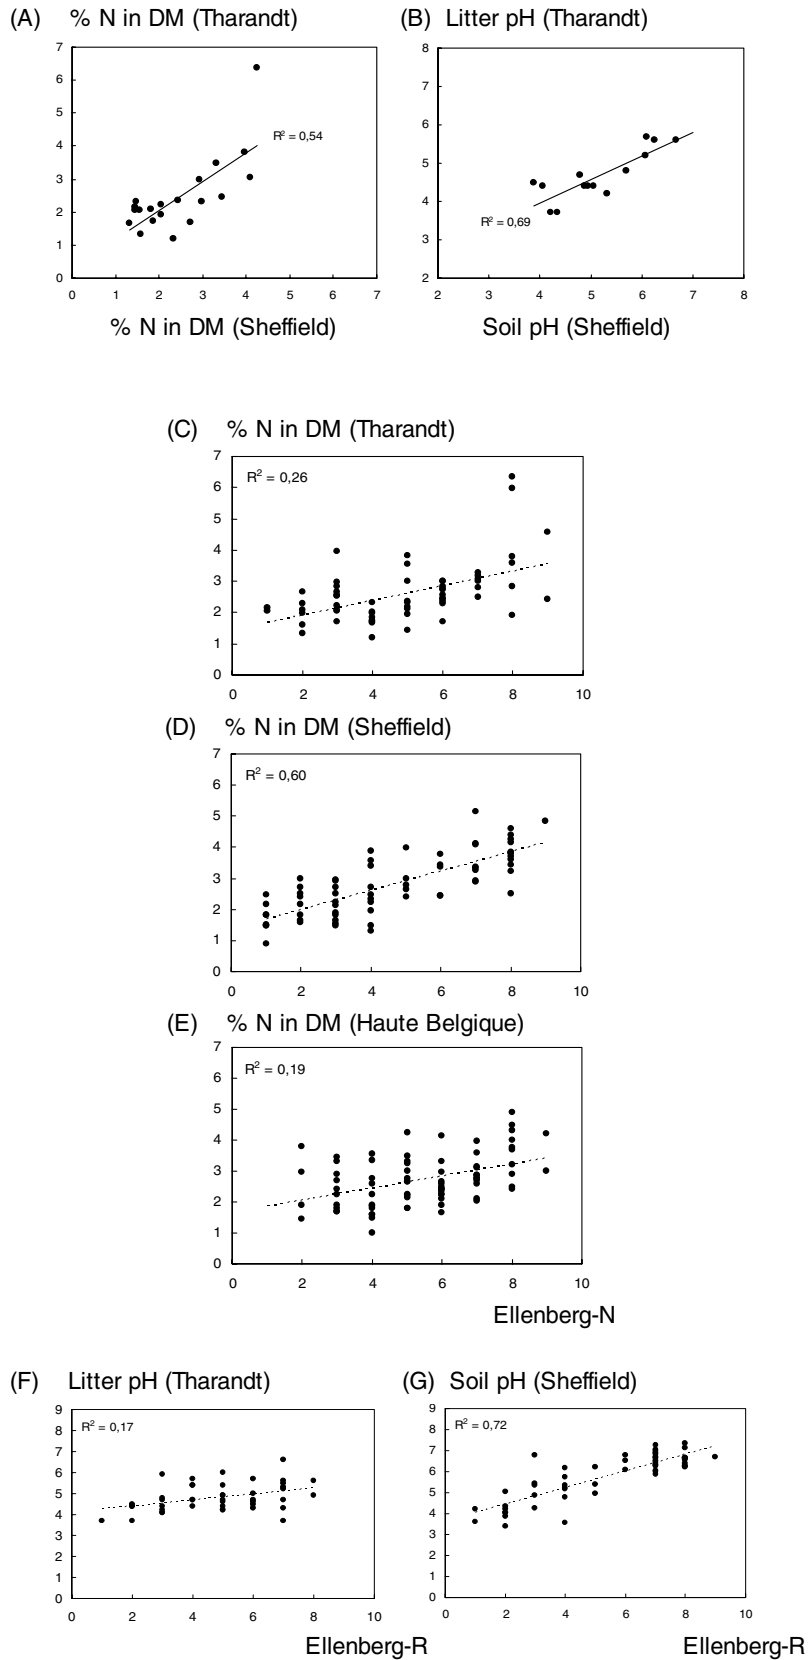 (A) % N in DM (Tharandt)
7
6
5
4
3
2
1
0
R² = 0,54
0 1 2 3 4 5 6 7
% N in DM (Sheffield)
(B) Litter pH (Tharandt)
8
7
6
5
4
3
2
R² = 0,69
2 3 4 5 6 7 8
Soil pH (Sheffield)
(C) % N in DM (Tharandt)
7
6
5
4
3
2
1
0
R² = 0,26
0 2 4 6 8 10
(D) % N in DM (Sheffield)
7
6
5
4
3
2
1
0
R² = 0,60
0 2 4 6 8 10
(E) % N in DM (Haute Belgique)
7
6
5
4
3
2
1
0
R² = 0,19
0 2 4 6 8 10
Ellenberg-N
(F) Litter pH (Tharandt)
9
8
7
6
5
4
3
2
1
0
R² = 0,17
0 2 4 6 8 10
Ellenberg-R
(G) Soil pH (Sheffield)
9
8
7
6
5
4
3
2
1
0
R² = 0,72
0 2 4 6 8 10
Ellenberg-R